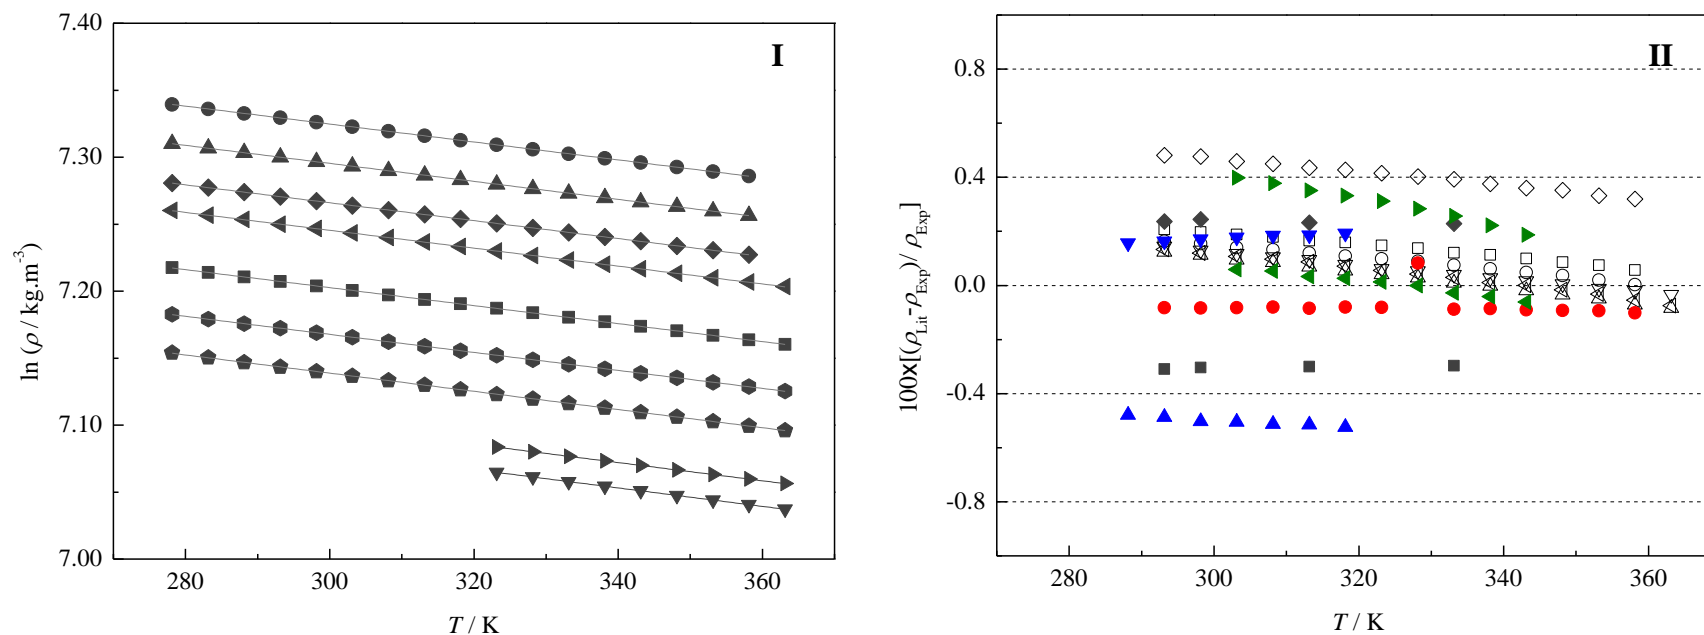 I
7.40
7.30
7.20
7.10
7.00
ln (ρ / kg.m⁻³)
280 300 320 340 360
T / K
II
0.8
0.4
0.0
-0.4
-0.8
100x[(ρLit-ρExp)/ ρExp]
280 300 320 340 360
T / K